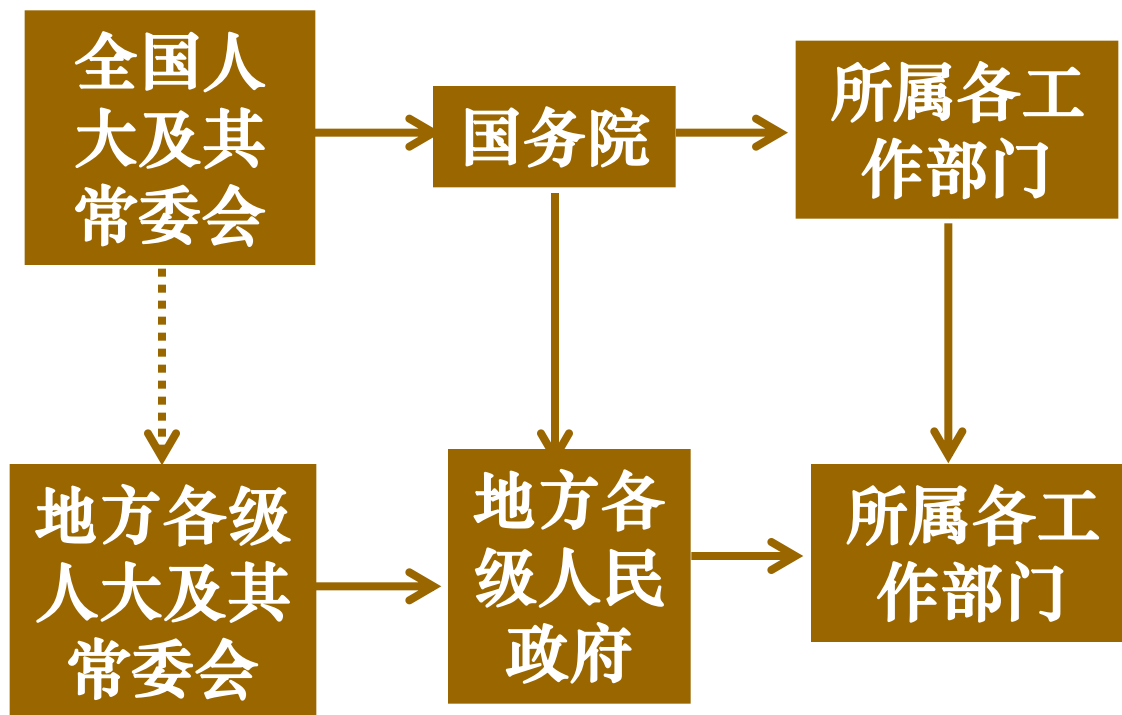 全国人
大及其
常委会
国务院
所属各工
作部门
地方各级
人大及其
常委会
地方各
级人民
政府
所属各工
作部门